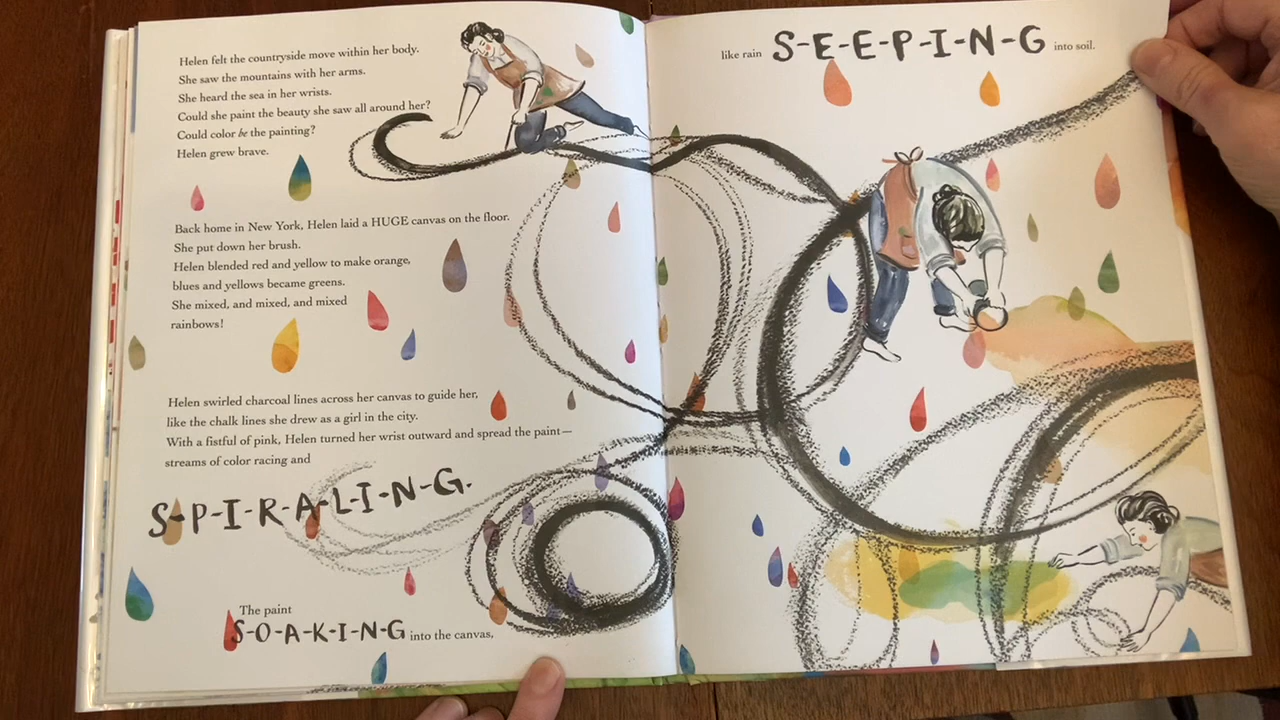 Helen felt the countryside move within her body.
She saw the mountains with her arms.
She heard the sea in her wrists.
Could she paint the beauty she saw all around her?
Could color be the painting?
Helen grew brave.
Back home in New York, Helen laid a HUGE canvas on the floor.
She put down her brush.
Helen blended red and yellow to make orange,
blues and yellows became greens.
She mixed, and mixed, and mixed
rainbows!
Helen swirled charcoal lines across her canvas to guide her,
like the chalk lines she drew as a girl in the city.
With a fistful of pink, Helen turned her wrist outward and spread the paint—
streams of color racing and
S-P-I-R-A-L-I-N-G.
The paint
S-O-A-K-I-N-G into the canvas,
like rain S-E-E-P-I-N-G into soil.